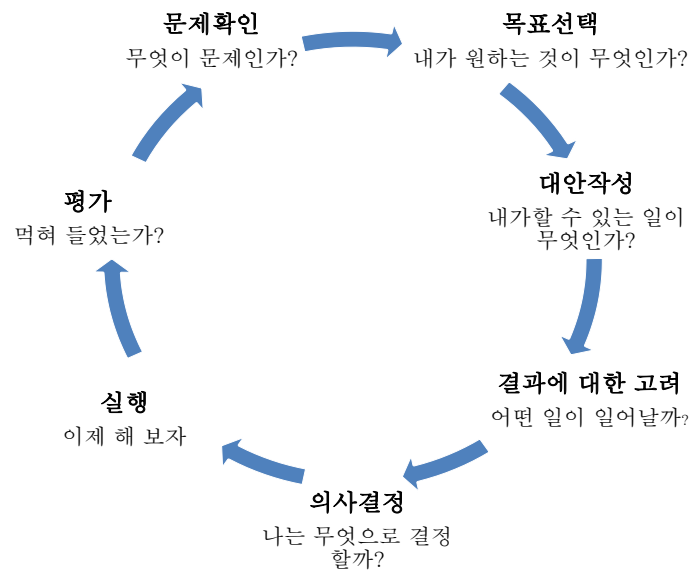 문제확인
무엇이 문제인가?
목표선택
내가 원하는 것이 무엇인가?
대안작성
내가할 수 있는 일이
무엇인가?
결과에 대한 고려
어떤 일이 일어날까?
의사결정
나는 무엇으로 결정
할까?
실행
이제 해 보자
평가
먹혀 들었는가?